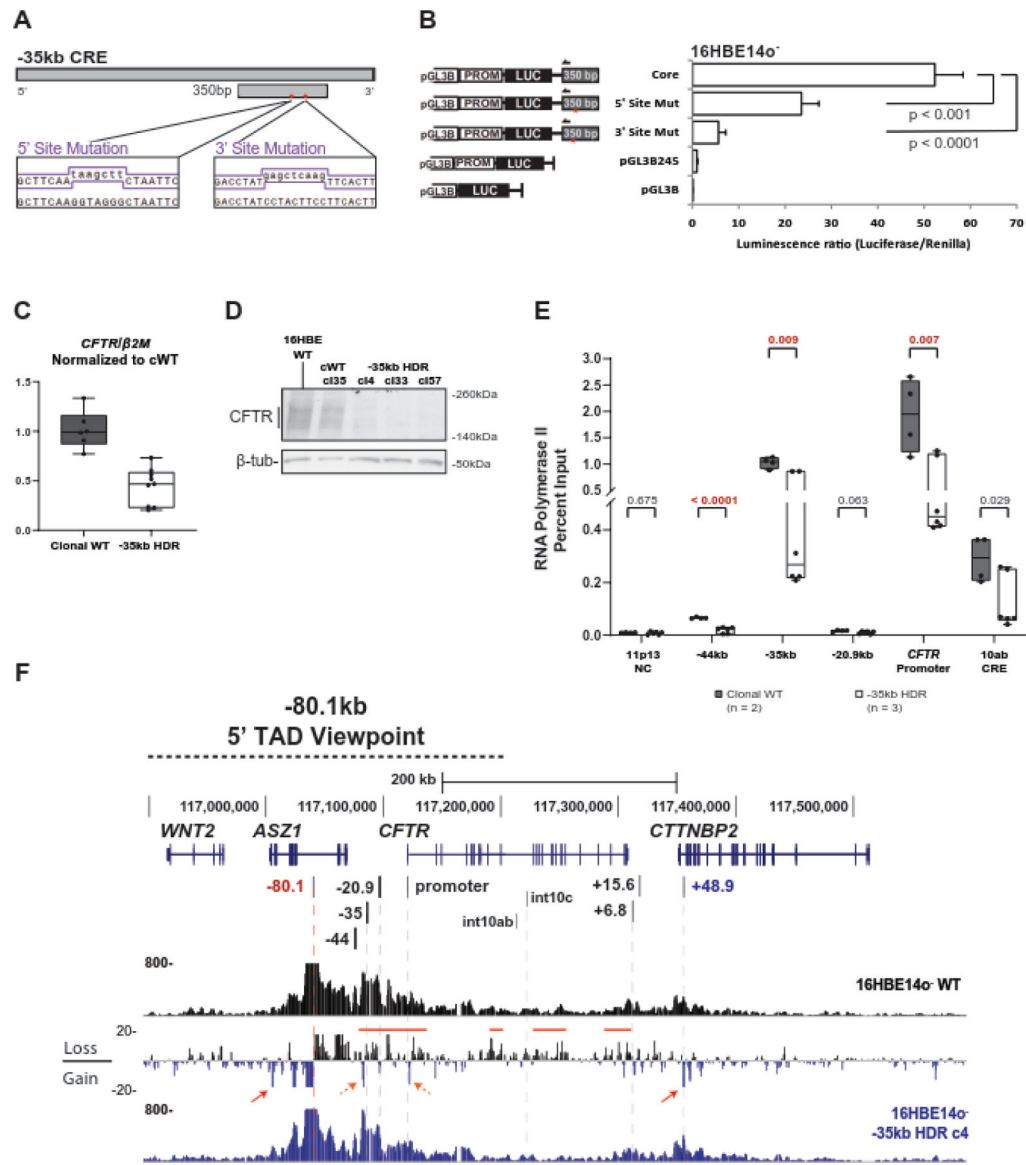 A
-35kb CRE
5'
3'
350bp
5' Site Mutation
3' Site Mutation
taagctt
GCTTCAA CTAATTC
GCTTCAAGGTAGGGCTAATTC
gagctcaag
GACCTAT TTCACTT
GACCTATCCTACTTCCTTCACTT
B
16HBE14o-
pGL3B PROM LUC 350 bp
pGL3B PROM LUC 350 bp
pGL3B PROM LUC 350 bp
pGL3B PROM LUC
pGL3B LUC
Core
5' Site Mut
3' Site Mut
pGL3B245
pGL3B
p < 0.001
p < 0.0001
0 10 20 30 40 50 60 70
Luminescence ratio (Luciferase/Renilla)
C
CFTR/β2M
Normalized to cWT
1.5
1.0
0.5
0.0
Clonal WT -35kb HDR
D
16HBE
WT
cWT -35kb HDR
cl35 cl4 cl33 cl57
CFTR
-260kDa
-140kDa
β-tub-
-50kDa
E
RNA Polymerase II
Percent Input
3.0
2.5
2.0
1.5
1.0
0.5
0.4
0.2
0.0
0.675
< 0.0001
0.009
0.063
0.007
0.029
11p13
NC
-44kb
-35kb
-20.9kb
CFTR
Promoter
10ab
CRE
Clonal WT
(n = 2)
-35kb HDR
(n = 3)
F
-80.1kb
5' TAD Viewpoint
200 kb
117,000,000 117,100,000 117,200,000 117,300,000 117,400,000 117,500,000
WNT2 ASZ1 CFTR CTTNBP2
-80.1 -20.9 promoter +15.6 +48.9
-35 int10ab int10c +6.8
-44
800-
16HBE14o- WT
20-
Loss
Gain
-20-
800-
16HBE14o-
-35kb HDR c4